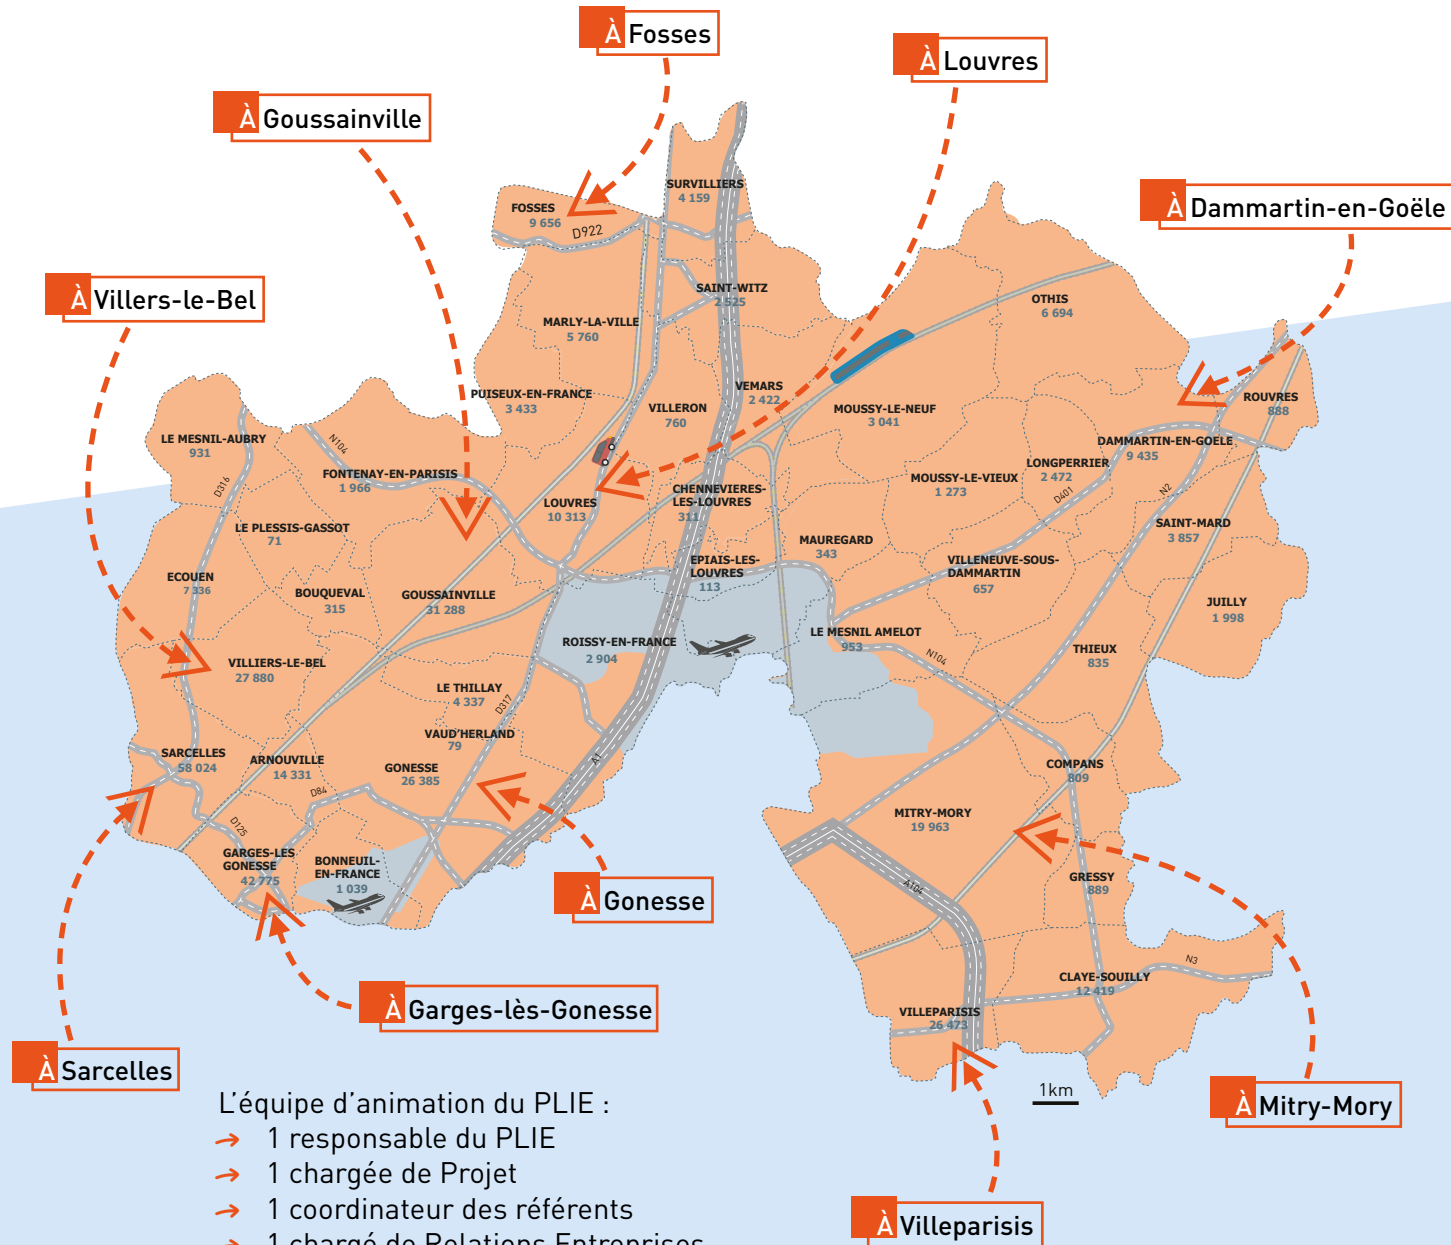 À Fosses
À Louvres
À Goussainville
À Dammartin-en-Goële
À Villers-le-Bel
SURVILLIERS
4 159
FOSSES
9 656
D922
SAINT-WITZ
2 525
OTHIS
6 694
MARLY-LA-VILLE
5 760
PUISEUX-EN-FRANCE
3 433
VEMARS
2 422
VILLERON
760
MOUSSY-LE-NEUF
3 041
ROUVRES
888
LE MESNIL-AUBRY
931
N104
DAMMARTIN-EN-GOELE
9 435
FONTENAY-EN-PARISIS
1 966
LONGPERRIER
2 472
MOUSSY-LE-VIEUX
1 273
D316
D401
N2
LOUVRES
10 313
CHENNEVIERES-
LES-LOUVRES
311
LE PLESSIS-GASSOT
71
SAINT-MARD
3 857
MAUREGARD
343
EPIAIS-LES-
LOUVRES
113
VILLENEUVE-SOUS-
DAMMARTIN
657
ECOUEN
7 336
BOUQUEVAL
315
GOUSSAINVILLE
31 288
JUILLY
1 998
ROISSY-EN-FRANCE
2 904
LE MESNIL AMELOT
953
N104
THIEUX
835
VILLIERS-LE-BEL
27 880
LE THILLAY
4 337
D317
VAUD'HERLAND
79
SARCELLES
58 024
ARNOUVILLE
14 331
GONESSE
26 385
A1
COMPANS
809
D84
D125
MITRY-MORY
19 963
GARGES-LES
GONESSE
42 775
BONNEUIL-
EN-FRANCE
1 039
GRESSY
889
A104
À Gonesse
N3
CLAYE-SOUILLY
12 419
À Garges-lès-Gonesse
VILLEPARISIS
26 473
À Sarcelles
1km
À Mitry-Mory
L'équipe d'animation du PLIE :
→ 1 responsable du PLIE
→ 1 chargée de Projet
→ 1 coordinateur des référents
→ 1 chargé de Relations Entreprises
À Villeparisis